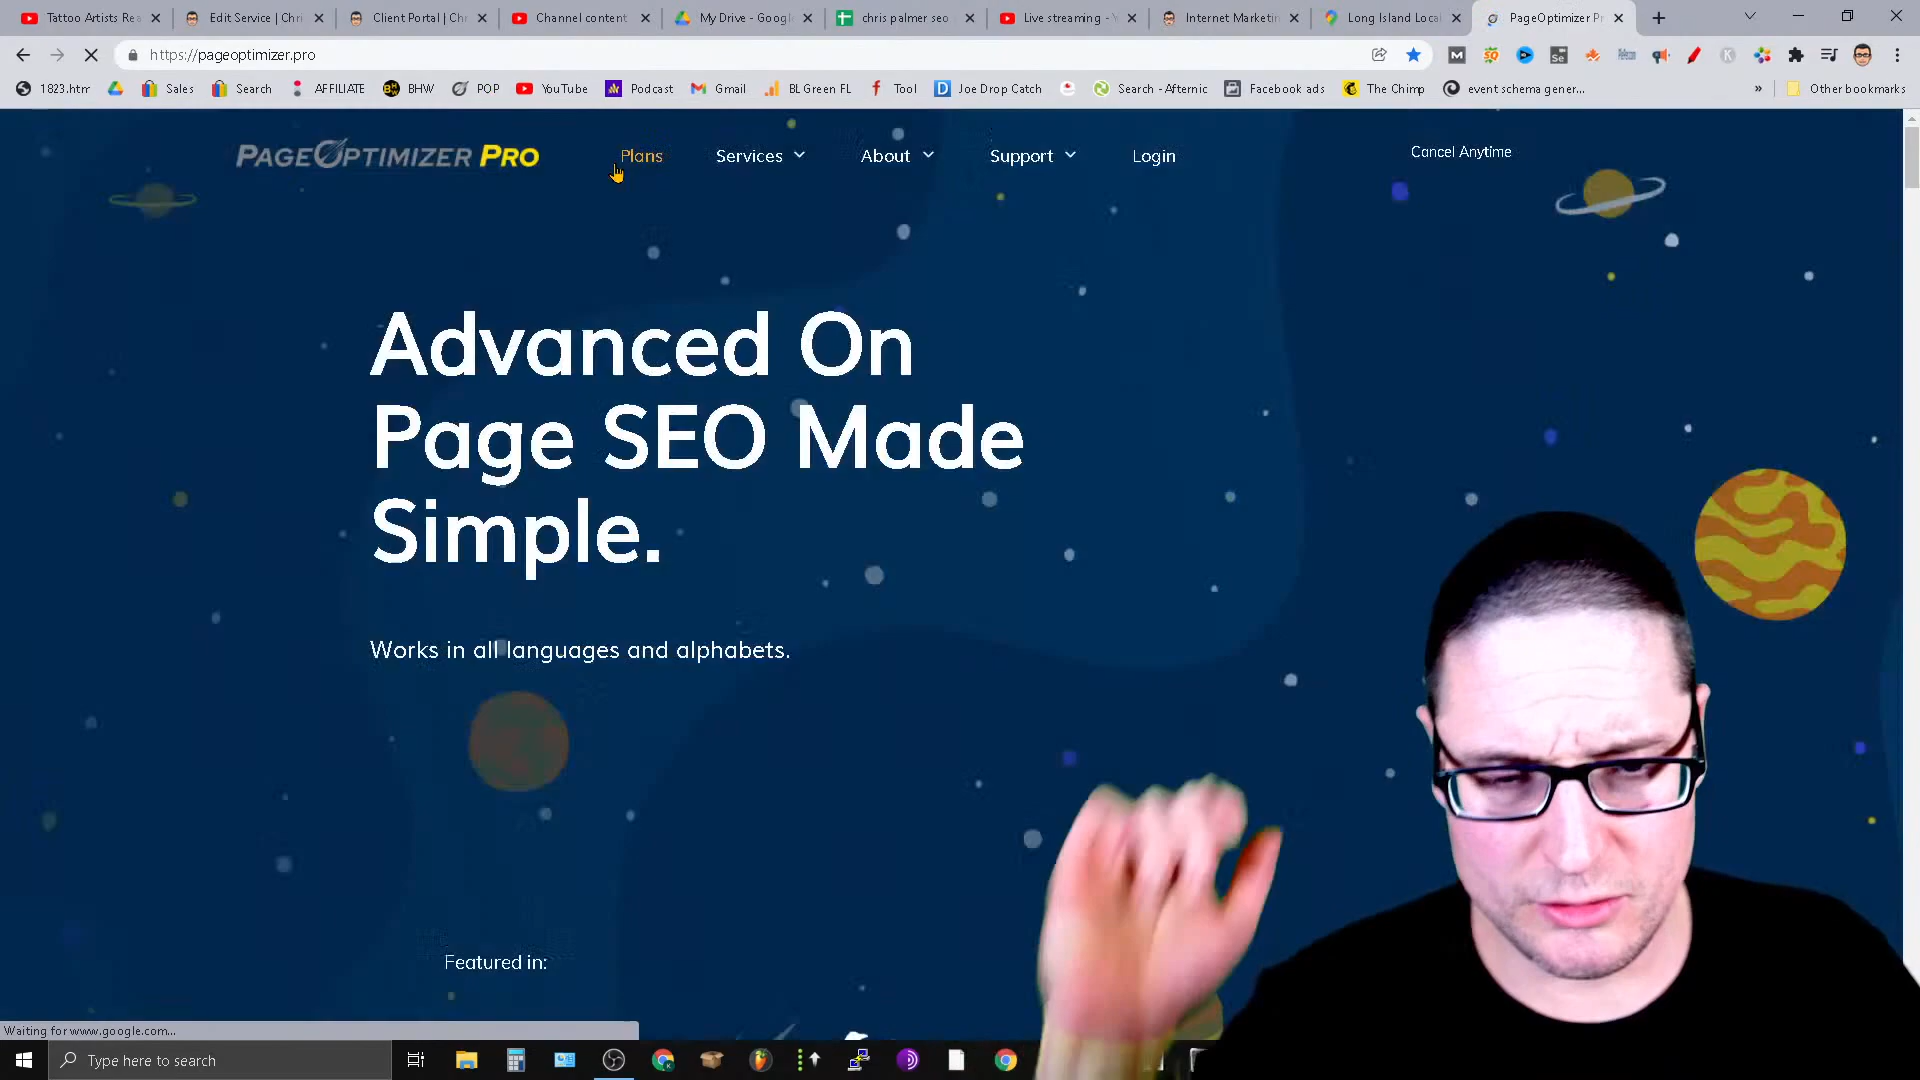 Tattoo Artists Rea
Edit Service | Chri
Client Portal | Chr
Channel content
My Drive - Googl
chris palmer seo
Live streaming - Y
Internet Marketin
Long Island Local
PageOptimizer Pr
https://pageoptimizer.pro
1823.htm
Sales
Search
AFFILIATE
BHW
POP
YouTube
Podcast
Gmail
BL Green FL
Tool
Joe Drop Catch
Search - Afternic
Facebook ads
The Chimp
event schema gener...
»
Other bookmarks
PAGEOPTIMIZER PRO
Plans
Services
About
Support
Login
Cancel Anytime
Advanced On
Page SEO Made
Simple.
Works in all languages and alphabets.
Featured in:
Waiting for www.google.com...
Type here to search